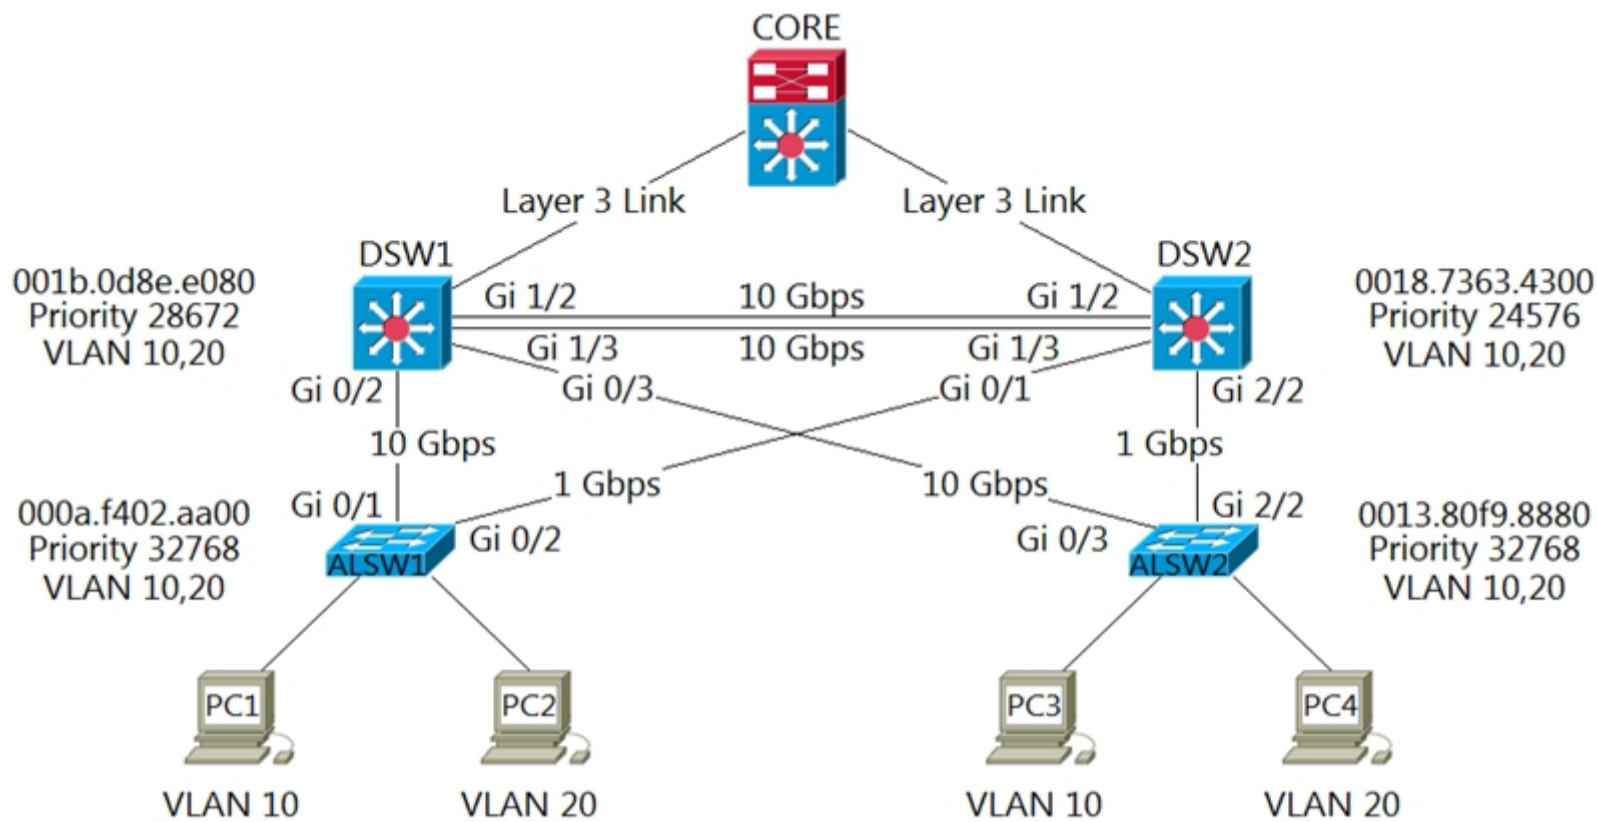 CORE
Layer 3 Link
Layer 3 Link
DSW1
DSW2
001b.0d8e.e080
Priority 28672
VLAN 10,20
Gi 1/2
10 Gbps
Gi 1/2
0018.7363.4300
Priority 24576
VLAN 10,20
Gi 1/3
10 Gbps
Gi 1/3
Gi 0/2
Gi 0/3
Gi 0/1
Gi 2/2
10 Gbps
1 Gbps
1 Gbps
10 Gbps
000a.f402.aa00
Priority 32768
VLAN 10,20
Gi 0/1
Gi 0/2
ALSW1
Gi 2/2
Gi 0/3
ALSW2
0013.80f9.8880
Priority 32768
VLAN 10,20
PC1
PC2
PC3
PC4
VLAN 10
VLAN 20
VLAN 10
VLAN 20